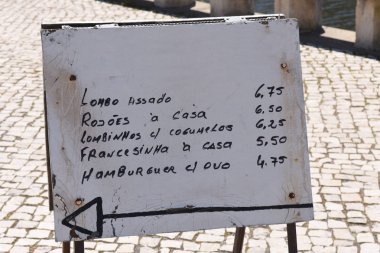 Lombo Assado 6,75
Rojões à Casa 6,50
Lombinhos c/ Cogumelos 6,25
Francesinha à Casa 5,50
Hamburguer c/ ovo 4,75